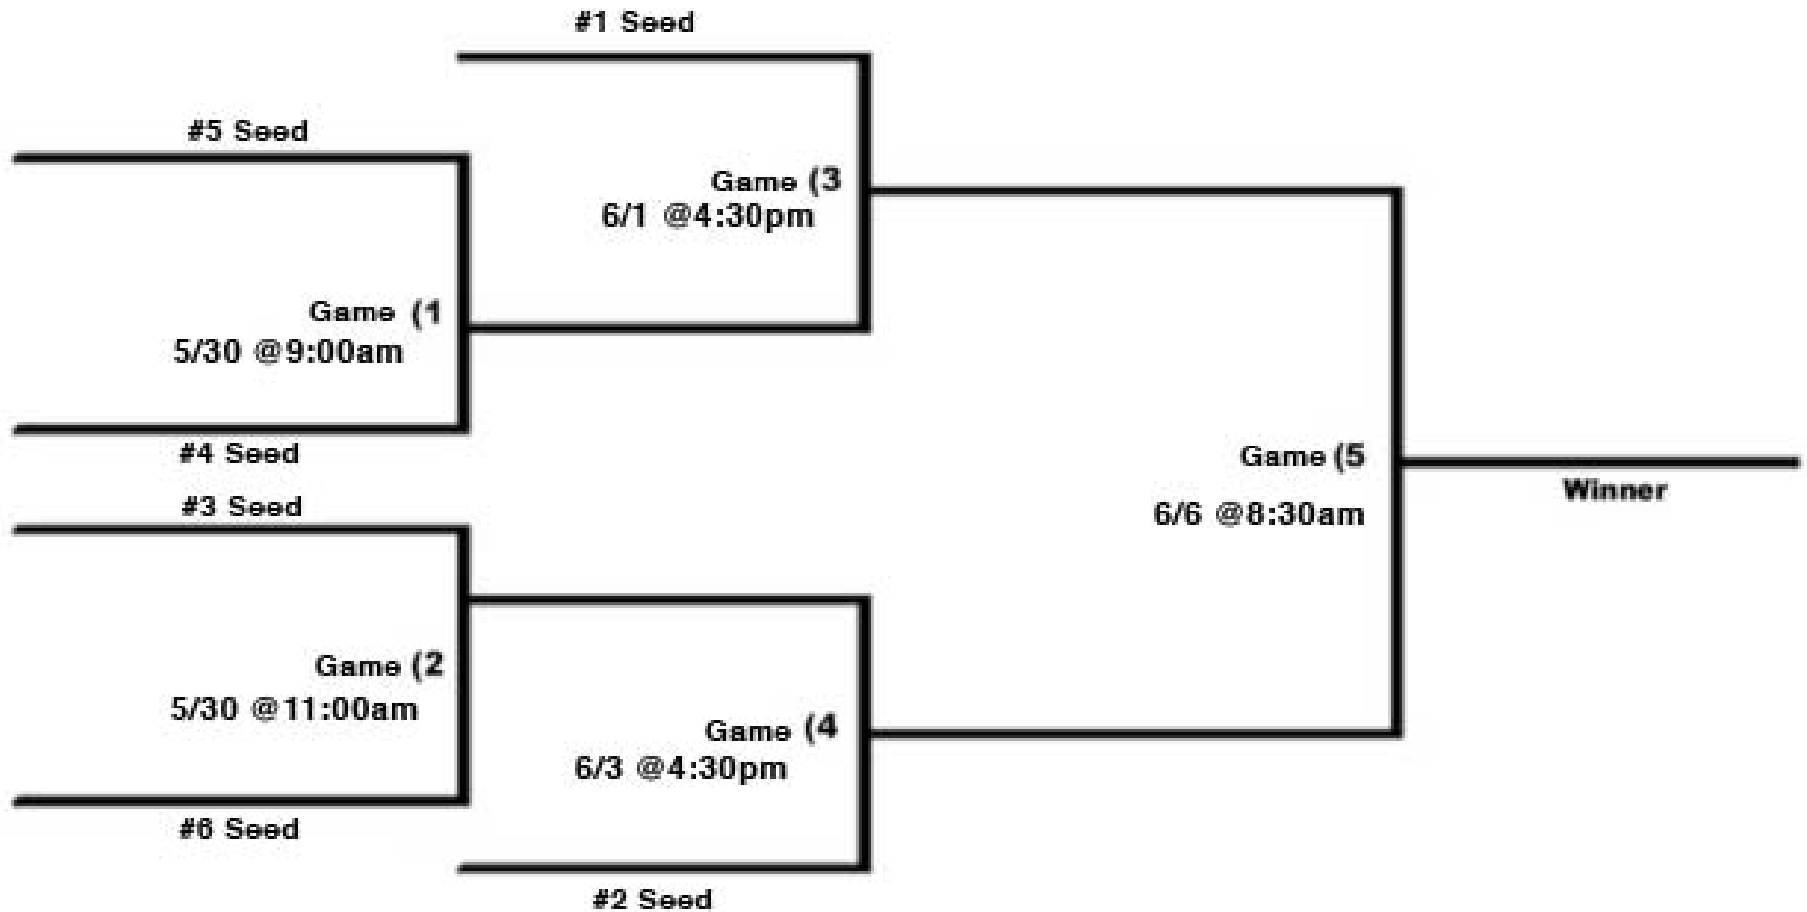 #1 Seed
#5 Seed
Game (3
6/1 @4:30pm
Game (1
5/30 @9:00am
#4 Seed
Game (5
Winner
#3 Seed
6/6 @8:30am
Game (2
5/30 @11:00am
Game (4
6/3 @4:30pm
#6 Seed
#2 Seed